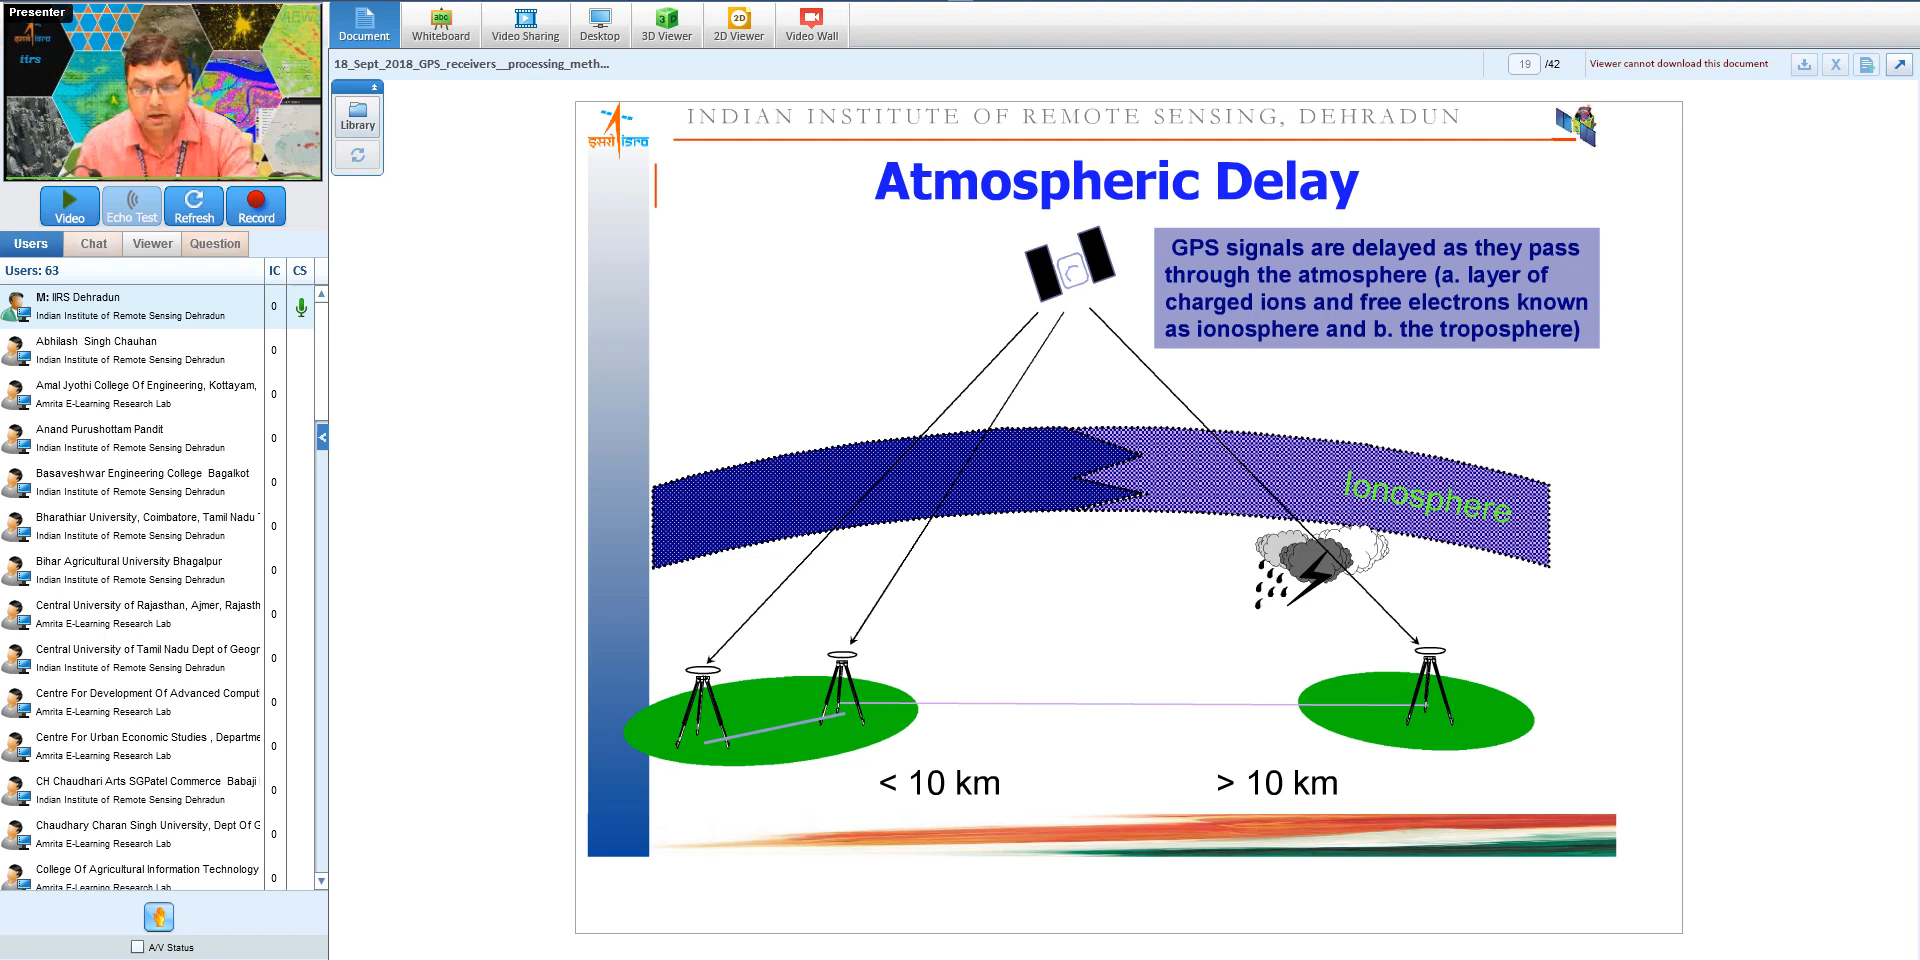 Presenter
isro
iirs
Video
Echo Test
Refresh
Record
Users
Chat
Viewer
Question
Users: 63
IC
CS
M: IIRS Dehradun
Indian Institute of Remote Sensing Dehradun
0
Abhilash Singh Chauhan
Indian Institute of Remote Sensing Dehradun
0
Amal Jyothi College Of Engineering, Kottayam,
Amrita E-Learning Research Lab
0
Anand Purushottam Pandit
Indian Institute of Remote Sensing Dehradun
0
Basaveshwar Engineering College Bagalkot
Indian Institute of Remote Sensing Dehradun
0
Bharathiar University, Coimbatore, Tamil Nadu
Indian Institute of Remote Sensing Dehradun
0
Bihar Agricultural University Bhagalpur
Indian Institute of Remote Sensing Dehradun
0
Central University of Rajasthan, Ajmer, Rajasth
Amrita E-Learning Research Lab
0
Central University of Tamil Nadu Dept of Geogr
Indian Institute of Remote Sensing Dehradun
0
Centre For Development Of Advanced Comput
Amrita E-Learning Research Lab
0
Centre For Urban Economic Studies , Departme
Amrita E-Learning Research Lab
0
CH Chaudhari Arts SGPatel Commerce Babaji
Indian Institute of Remote Sensing Dehradun
0
Chaudhary Charan Singh University, Dept Of G
Amrita E-Learning Research Lab
0
College Of Agricultural Information Technology
Amrita E-Learning Research Lab
0
A/V Status
Document
Whiteboard
Video Sharing
Desktop
3D Viewer
2D Viewer
Video Wall
18_Sept_2018_GPS_receivers__processing_meth...
19 /42
Viewer cannot download this document
Library
INDIAN INSTITUTE OF REMOTE SENSING, DEHRADUN
इसरो isro
Atmospheric Delay
GPS signals are delayed as they pass
through the atmosphere (a. layer of
charged ions and free electrons known
as ionosphere and b. the troposphere)
Ionosphere
< 10 km
> 10 km